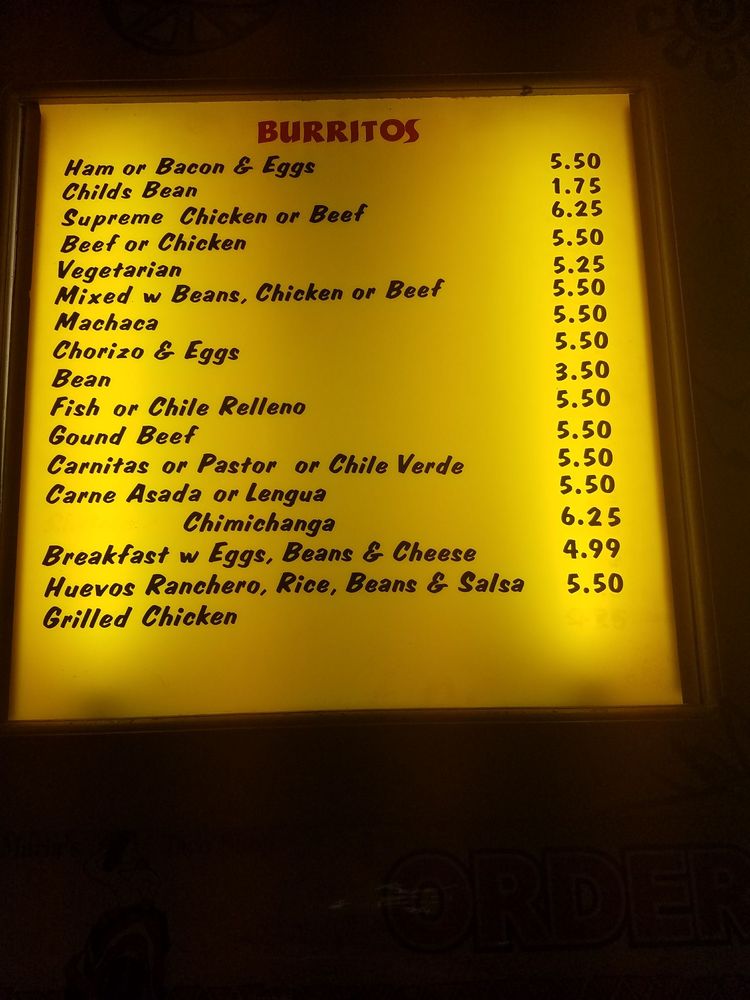 BURRITOS
Ham or Bacon & Eggs 5.50
Childs Bean 1.75
Supreme Chicken or Beef 6.25
Beef or Chicken 5.50
Vegetarian 5.25
Mixed w Beans, Chicken or Beef 5.50
Machaca 5.50
Chorizo & Eggs 5.50
Bean 3.50
Fish or Chile Relleno 5.50
Gound Beef 5.50
Carnitas or Pastor or Chile Verde 5.50
Carne Asada or Lengua 5.50
Chimichanga 6.25
Breakfast w Eggs, Beans & Cheese 4.99
Huevos Ranchero, Rice, Beans & Salsa 5.50
Grilled Chicken
ORDER